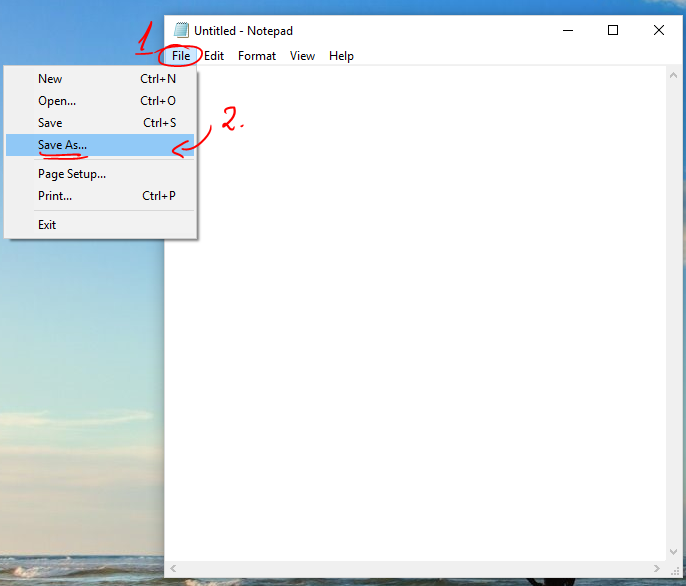 Untitled - Notepad
1
File Edit Format View Help
New Ctrl+N
Open... Ctrl+O
Save Ctrl+S
2.
Save As...
Page Setup...
Print... Ctrl+P
Exit